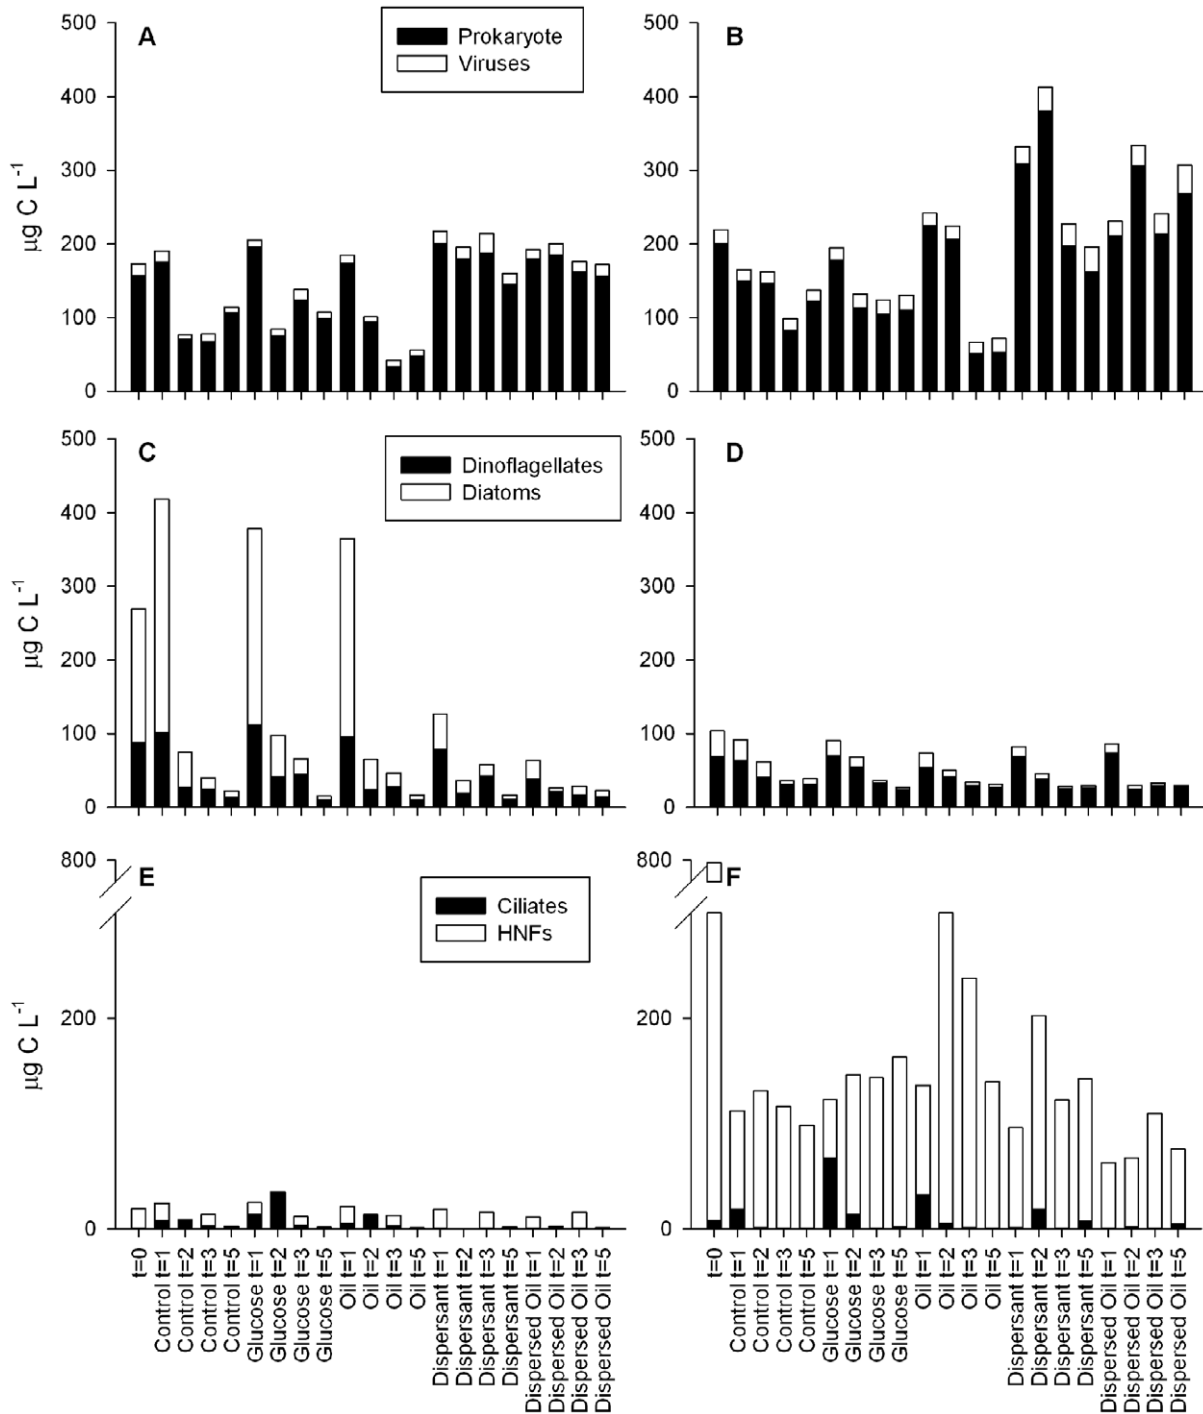 500
A
Prokaryote
Viruses
400
300
200
100
0
µg C L-1
500
B
400
300
200
100
0
500
C
Dinoflagellates
Diatoms
400
300
200
100
0
µg C L-1
500
D
400
300
200
100
0
800
E
Ciliates
HNFs
200
0
µg C L-1
800
F
200
0
t=0
Control t=1
Control t=2
Control t=3
Control t=5
Glucose t=1
Glucose t=2
Glucose t=3
Glucose t=5
Oil t=1
Oil t=2
Oil t=3
Oil t=5
Dispersant t=1
Dispersant t=2
Dispersant t=3
Dispersant t=5
Dispersed Oil t=1
Dispersed Oil t=2
Dispersed Oil t=3
Dispersed Oil t=5
t=0
Control t=1
Control t=2
Control t=3
Control t=5
Glucose t=1
Glucose t=2
Glucose t=3
Glucose t=5
Oil t=1
Oil t=2
Oil t=3
Oil t=5
Dispersant t=1
Dispersant t=2
Dispersant t=3
Dispersant t=5
Dispersed Oil t=1
Dispersed Oil t=2
Dispersed Oil t=3
Dispersed Oil t=5